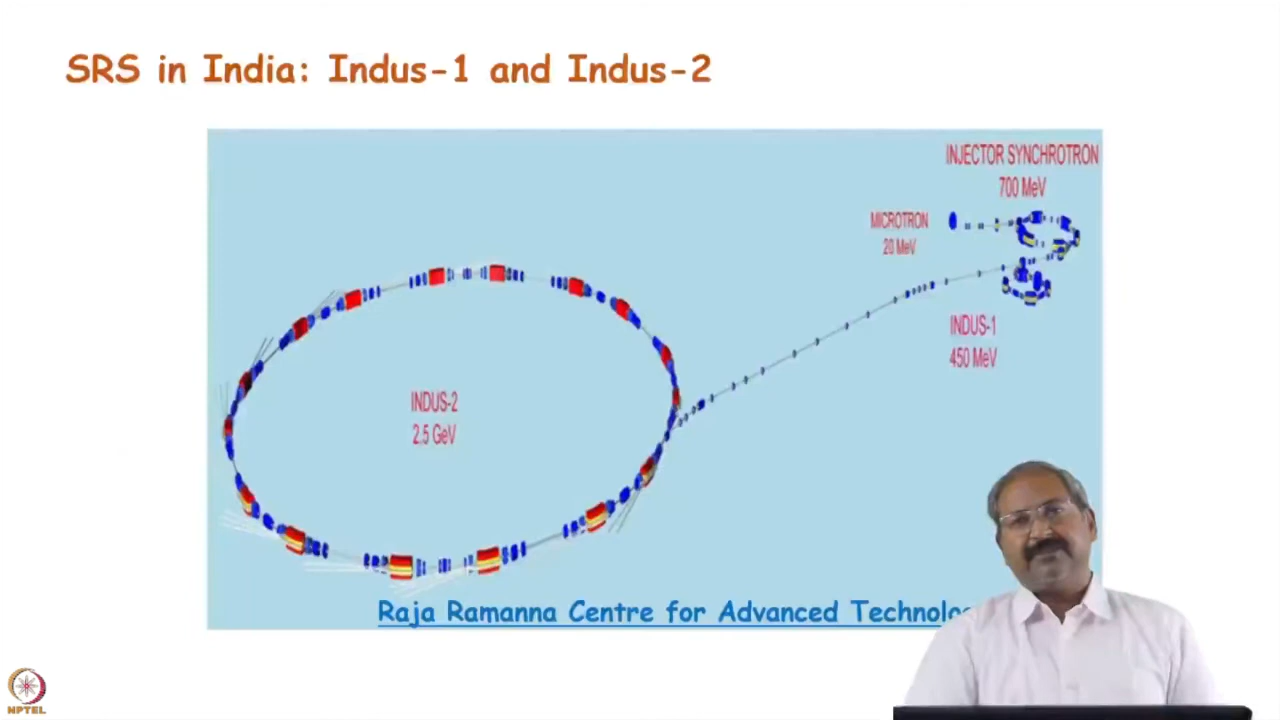 SRS in India: Indus-1 and Indus-2
INJECTOR SYNCHROTRON
700 MeV
MICROTRON
20 MeV
INDUS-1
450 MeV
INDUS-2
2.5 GeV
Raja Ramanna Centre for Advanced Technolo
NPTEL